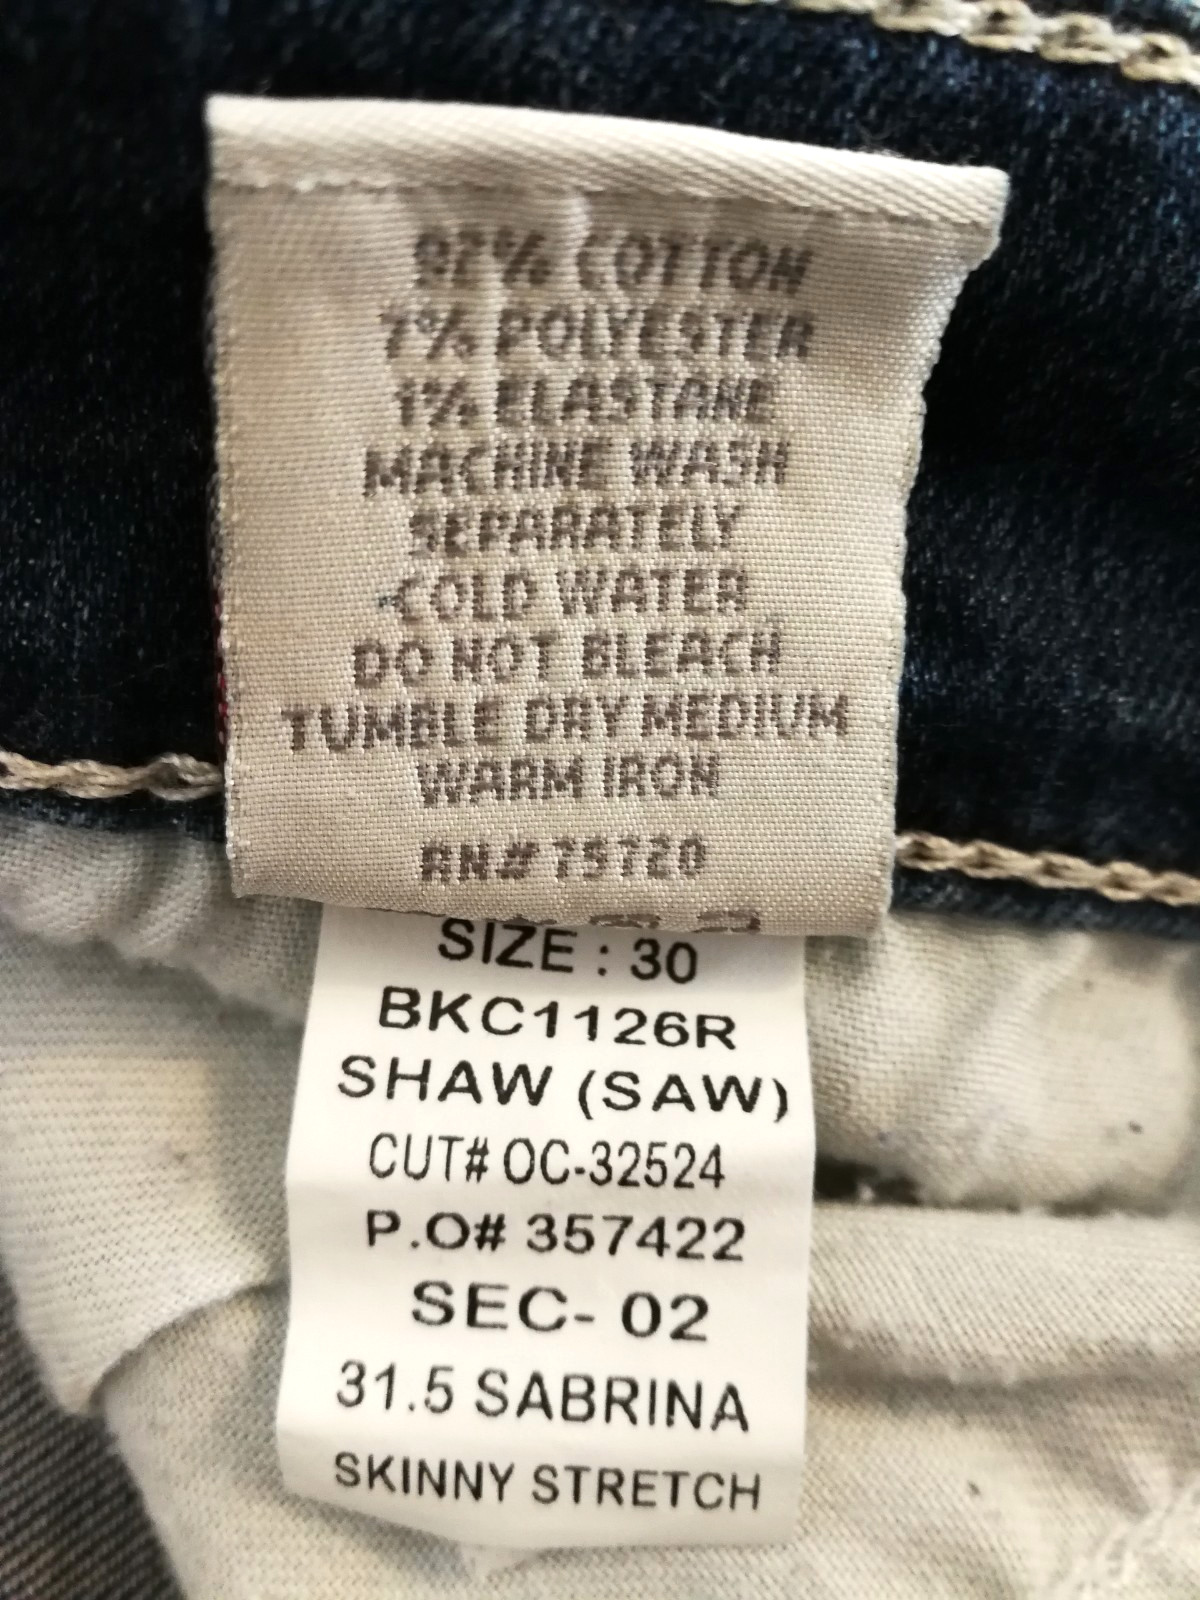 92% COTTON
7% POLYESTER
1% ELASTANE
MACHINE WASH
SEPARATELY
COLD WATER
DO NOT BLEACH
TUMBLE DRY MEDIUM
WARM IRON
RN# 79720
SIZE : 30
BKC1126R
SHAW (SAW)
CUT# OC-32524
P.O# 357422
SEC- 02
31.5 SABRINA
SKINNY STRETCH